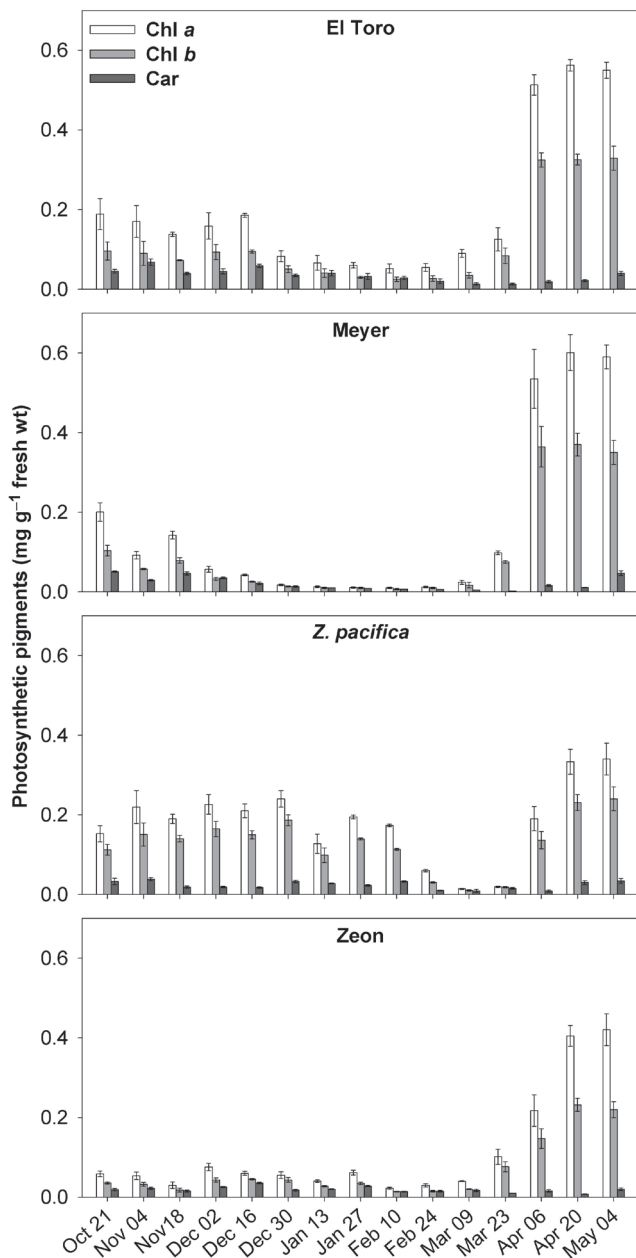 Photosynthetic pigments (mg g⁻¹ fresh wt)
El Toro
Chl a
Chl b
Car
0.6
0.4
0.2
0.0
Meyer
0.6
0.4
0.2
0.0
Z. pacifica
0.6
0.4
0.2
0.0
Zeon
0.6
0.4
0.2
0.0
Oct 21
Nov 04
Nov18
Dec 02
Dec 16
Dec 30
Jan 13
Jan 27
Feb 10
Feb 24
Mar 09
Mar 23
Apr 06
Apr 20
May 04